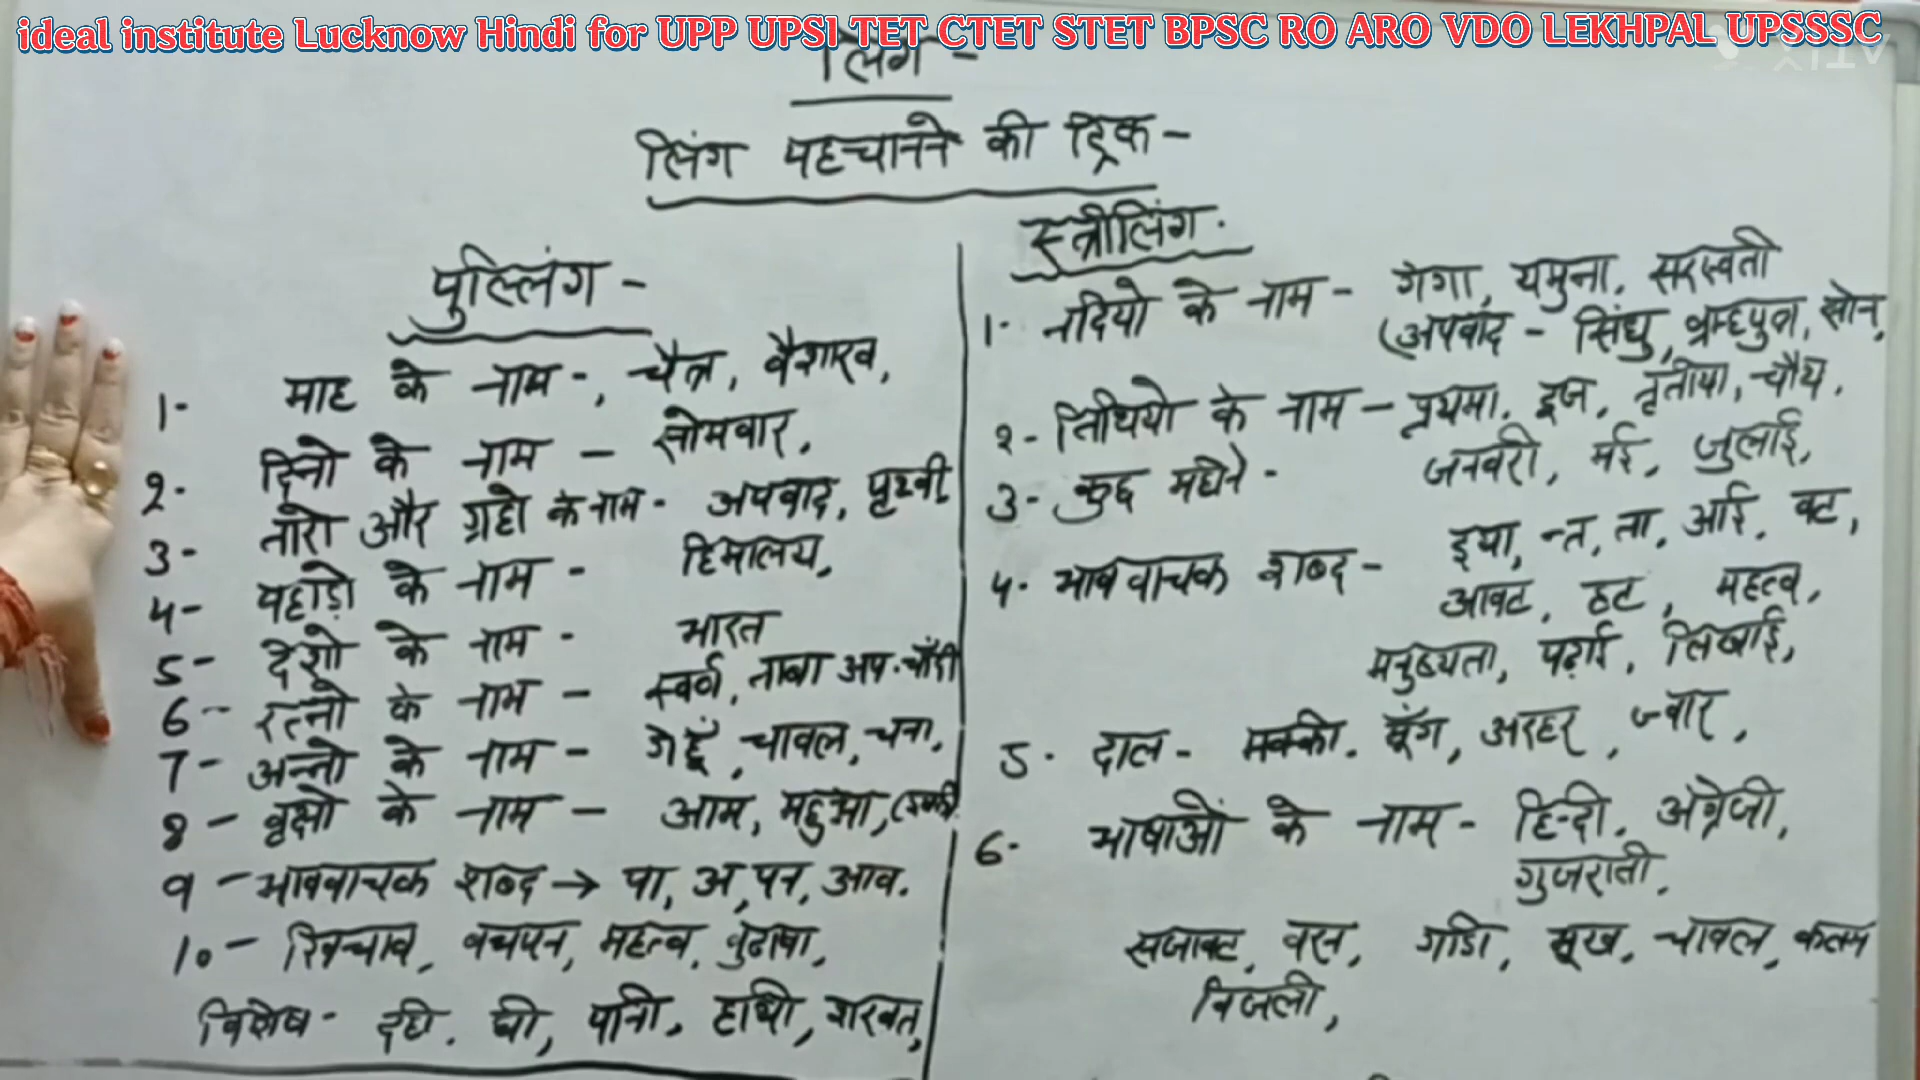 ideal institute Lucknow Hindi for UPP UPSI TET CTET STET BPSC RO ARO VDO LEKHPAL UPSSSC
लिंग -
लिंग पहचानने की ट्रिक -
पुल्लिंग -
1- माह के नाम -, चैत्र, वैशाख,
2- दिनो के नाम - सोमवार,
3- तारो और ग्रहो के नाम - अपवाद, पृथ्वी
4- पहाड़ो के नाम - हिमालय,
5- देशो के नाम - भारत
6- रत्नो के नाम - स्वर्ण, ताबा अप. चाँदी
7- अन्नो के नाम - गेहूँ, चावल, चना,
8- वृक्षो के नाम - आम, महुआ, (इमली
9- भाववाचक शब्द → पा, अ, पन, आव.
10- खिन्चाव, बचपन, महत्व, बुढापा,
विशेष - दही. घी, पानी, हाथी, शरबत,
स्त्रीलिंग.
1- नदियो के नाम - गंगा, यमुना, सरस्वती
(अपवाद - सिंधु, ब्रम्हपुत्र, सोन,
2- तिथियो के नाम - प्रथमा, दूज, तृतीया, चौथ.
3- कुछ महीने - जनवरी, मई, जुलाई,
4- भाववाचक शब्द - इया, न्त, ता, आई, वट,
आवट, हट, महत्व,
मनुष्यता, पढ़ाई, लिखाई,
5- दाल - मक्की, मूँग, अरहर, ज्वार,
6- भाषाओं के नाम - हिन्दी, अंग्रेजी,
गुजराती,
सजावट, चावल, कलम
बिजली,